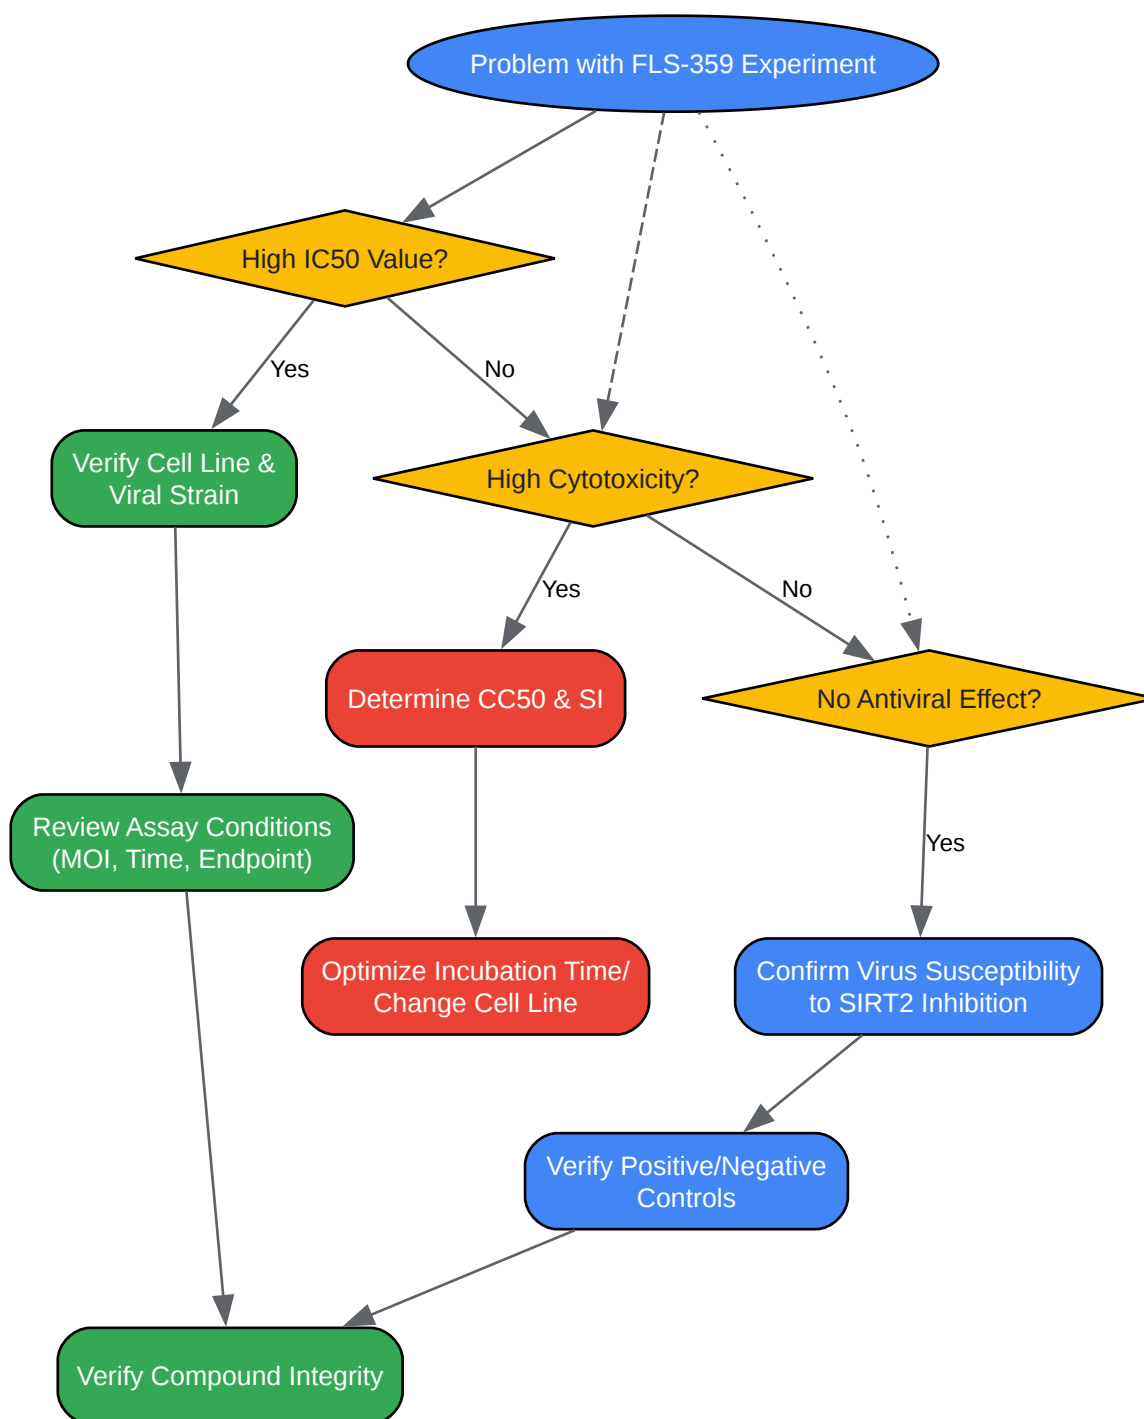 Problem with FLS-359 Experiment
High IC50 Value?
Yes
No
Verify Cell Line &
Viral Strain
High Cytotoxicity?
Yes
No
Determine CC50 & SI
No Antiviral Effect?
Review Assay Conditions
(MOI, Time, Endpoint)
Yes
Optimize Incubation Time/
Change Cell Line
Confirm Virus Susceptibility
to SIRT2 Inhibition
Verify Positive/Negative
Controls
Verify Compound Integrity